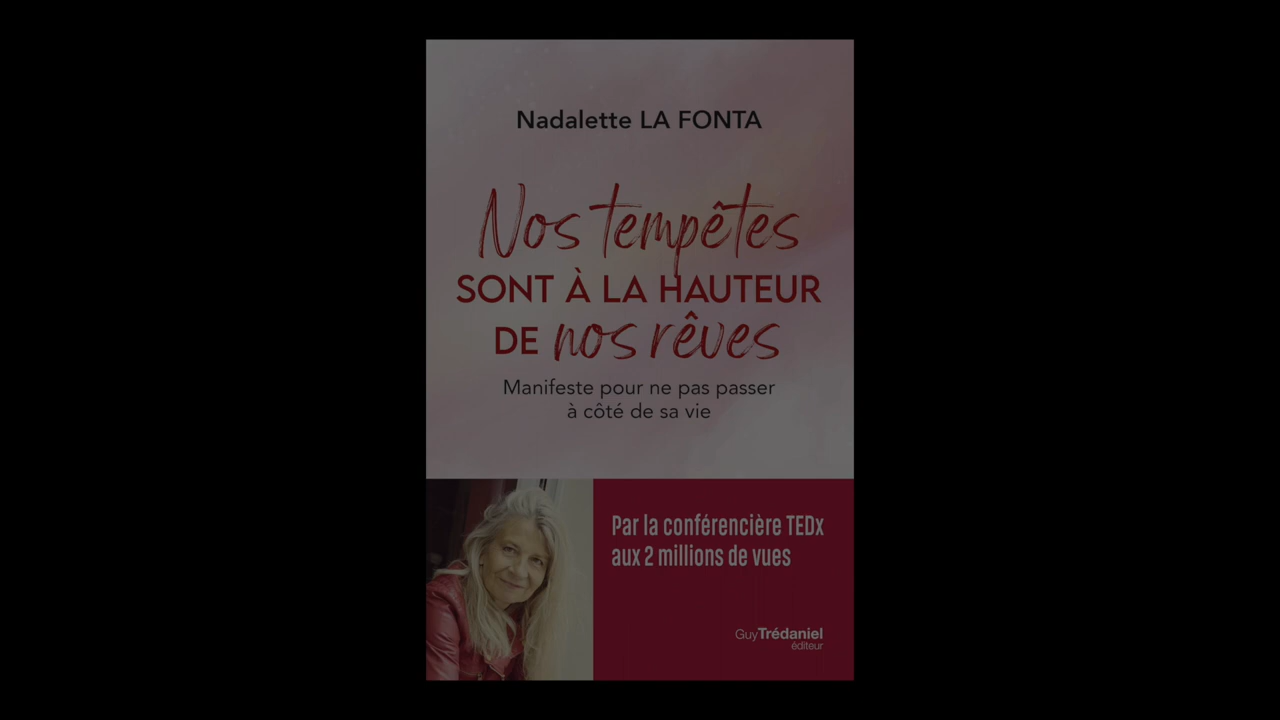 Nadalette LA FONTA
Nos tempêtes
SONT À LA HAUTEUR
DE nos rêves
Manifeste pour ne pas passer
à côté de sa vie
Par la conférencière TEDx
aux 2 millions de vues
Guy Trédaniel
éditeur